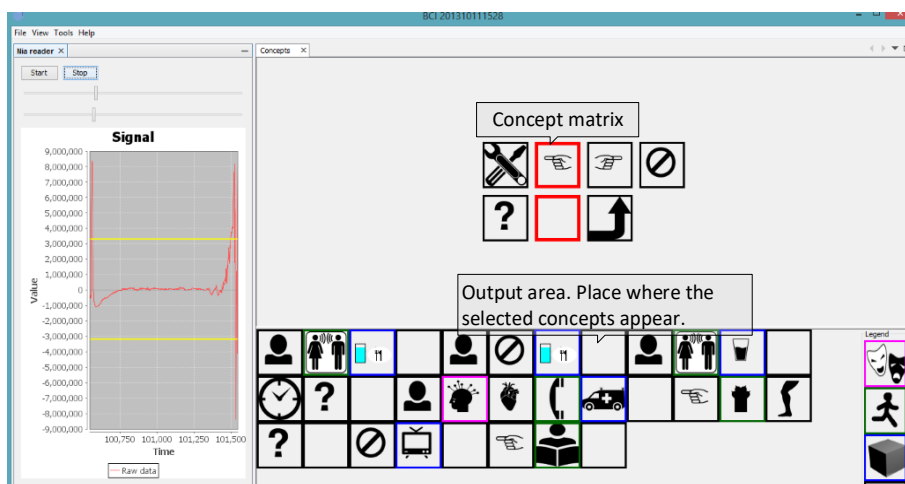 BCI 201310111528
File View Tools Help
Nia reader
Concepts
Start Stop
Concept matrix
Signal
9,000,000
8,000,000
7,000,000
6,000,000
5,000,000
4,000,000
3,000,000
2,000,000
1,000,000
0
-1,000,000
-2,000,000
-3,000,000
-4,000,000
-5,000,000
-6,000,000
-7,000,000
-8,000,000
-9,000,000
Value
100,750 101,000 101,250 101,500
Time
Raw data
?
Output area. Place where the
selected concepts appear.
Legend
?
?